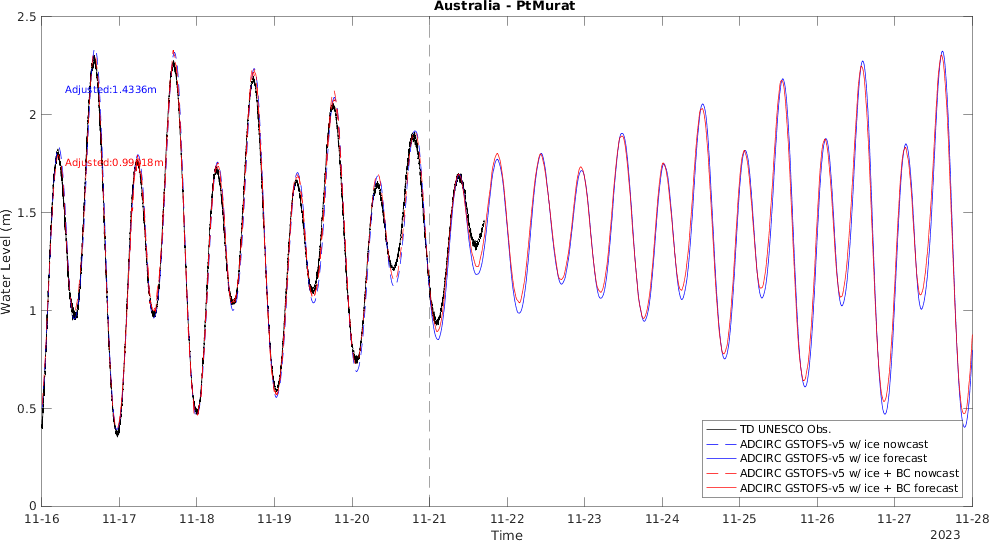 Australia - PtMurat
2.5
2
1.5
1
0.5
0
Water Level (m)
Adjusted:1.4336m
11-16
11-17
11-18
11-19
11-20
11-21
11-22
11-23
11-24
11-25
11-26
11-27
11-28
Time
2023
TD UNESCO Obs.
ADCIRC GSTOFS-v5 w/ ice nowcast
ADCIRC GSTOFS-v5 w/ ice forecast
ADCIRC GSTOFS-v5 w/ ice + BC nowcast
ADCIRC GSTOFS-v5 w/ ice + BC forecast